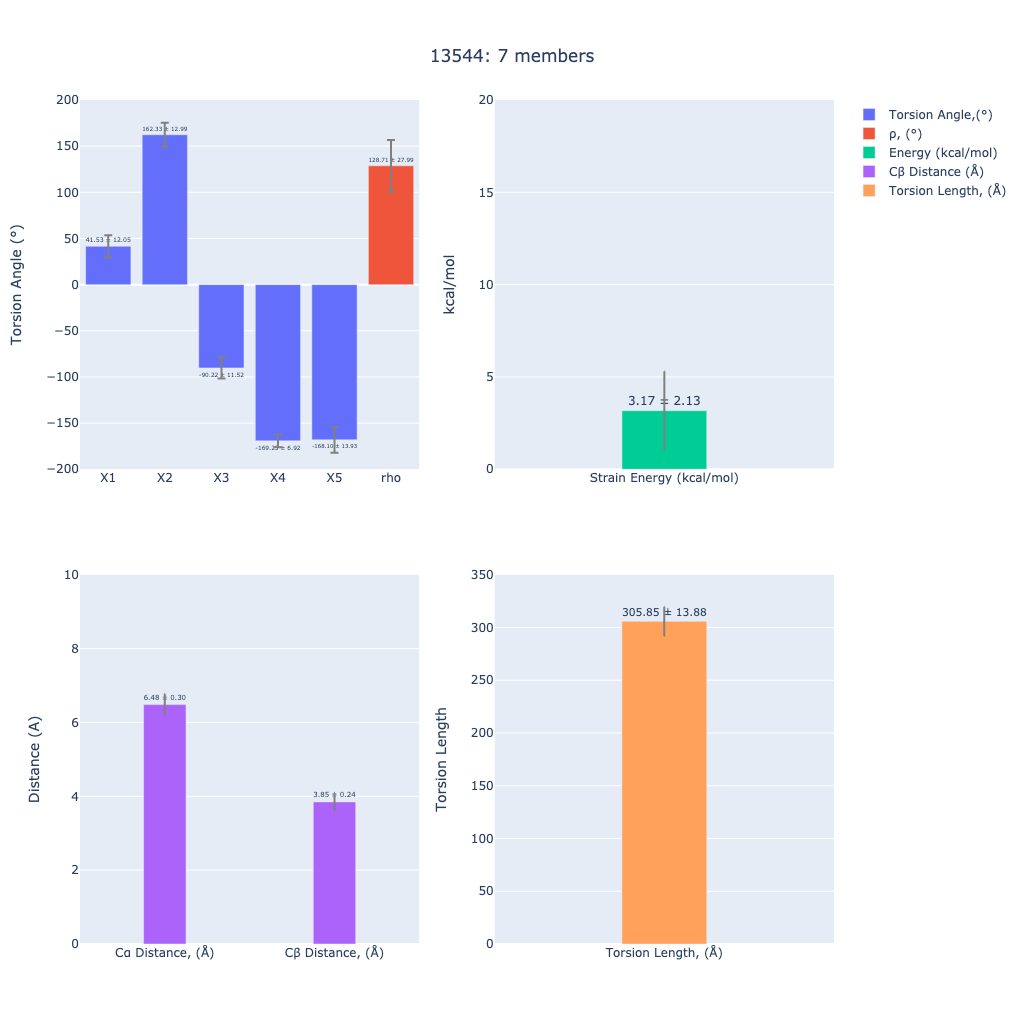 13544: 7 members
Torsion Angle (°)
200
150
100
50
0
−50
−100
−150
−200
41.53 ± 12.05
162.33 ± 12.99
-90.22 ± 11.52
-169.25 ± 6.92
-168.10 ± 13.93
128.71 ± 27.99
X1 X2 X3 X4 X5 rho
kcal/mol
20
15
10
5
0
3.17 ± 2.13
Strain Energy (kcal/mol)
Torsion Angle,(°)
ρ, (°)
Energy (kcal/mol)
Cβ Distance (Å)
Torsion Length, (Å)
Distance (A)
10
8
6
4
2
0
6.48 ± 0.30
3.85 ± 0.24
Cα Distance, (Å) Cβ Distance, (Å)
Torsion Length
350
300
250
200
150
100
50
0
305.85 ± 13.88
Torsion Length, (Å)